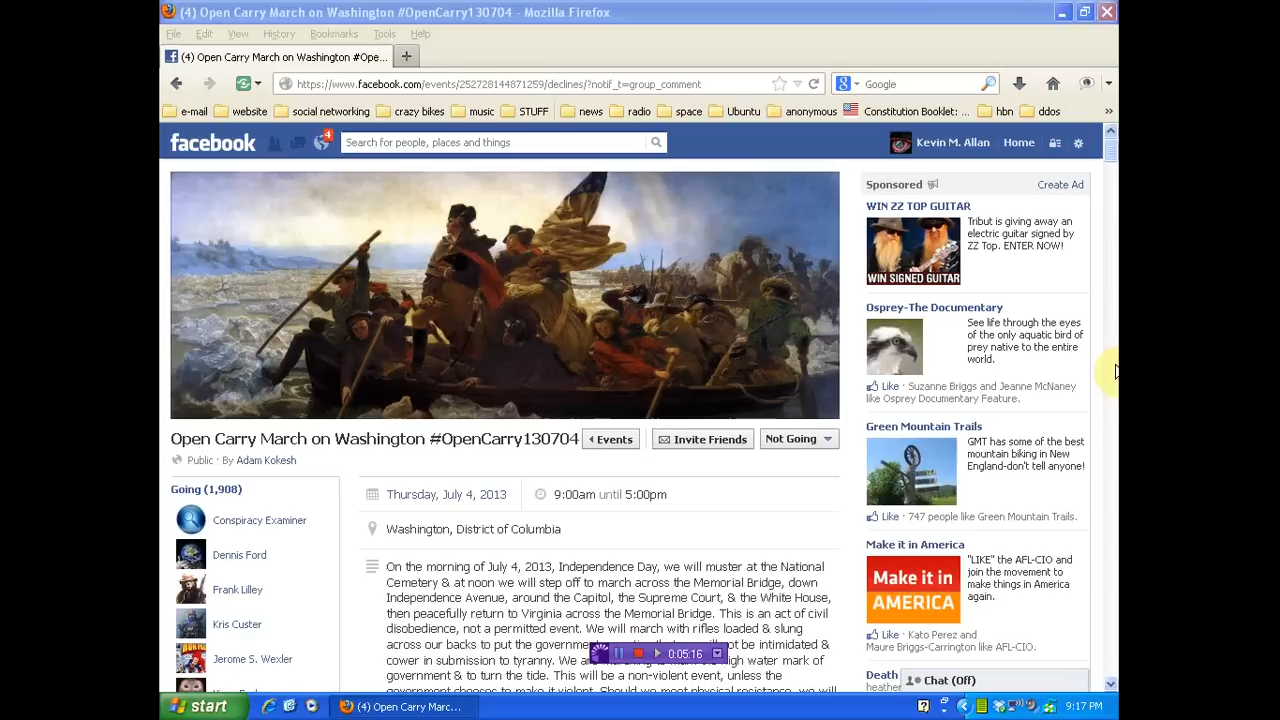 (4) Open Carry March on Washington #OpenCarry130704 - Mozilla Firefox
File Edit View History Bookmarks Tools Help
(4) Open Carry March on Washington #Ope...
https://www.facebook.com/events/252728144871259/declines/?notif_t=group_comment
Google
e-mail website social networking crazy bikes music STUFF news radio space Ubuntu anonymous Constitution Booklet: ... hbn ddos »
facebook 4 Search for people, places and things Kevin M. Allan Home
Sponsored Create Ad
WIN ZZ TOP GUITAR
Tribut is giving away an
electric guitar signed by
ZZ Top. ENTER NOW!
WIN SIGNED GUITAR
Osprey-The Documentary
See life through the eyes
of the only aquatic bird of
prey native to the entire
world.
Like · Suzanne Briggs and Jeanne McNaney
like Osprey Documentary Feature.
Green Mountain Trails
GMT has some of the best
mountain biking in New
England-don't tell anyone!
Like · 747 people like Green Mountain Trails.
Make it in America
"LIKE" the AFL-CIO and
join the movement to
make things in America
again.
Make it in
AMERICA
Like · Kato Perez and
Maure Briggs-Carrington like AFL-CIO.
Death
heather
Chat (Off)
Open Carry March on Washington #OpenCarry130704 Events Invite Friends Not Going
Public · By Adam Kokesh
Going (1,908)
Conspiracy Examiner
Dennis Ford
Frank Lilley
Kris Custer
Jerome S. Wexler
Thursday, July 4, 2013 9:00am until 5:00pm
Washington, District of Columbia
On the morning of July 4, 2013, Independence Day, we will muster at the National
Cemetery & at noon we will step off to march across the Memorial Bridge, down
Independence Avenue, around the Capitol, the Supreme Court, & the White House,
then peacefully return to Virginia across the Memorial Bridge. This is an act of civil
disobedience, not a permitted event. We will march with rifles loaded & slung
across our backs to put the government not be intimidated &
cower in submission to tyranny. We are high water mark of
government & to turn the tide. This will be a non-violent event, unless the
0:05:16
start (4) Open Carry Marc... 9:17 PM